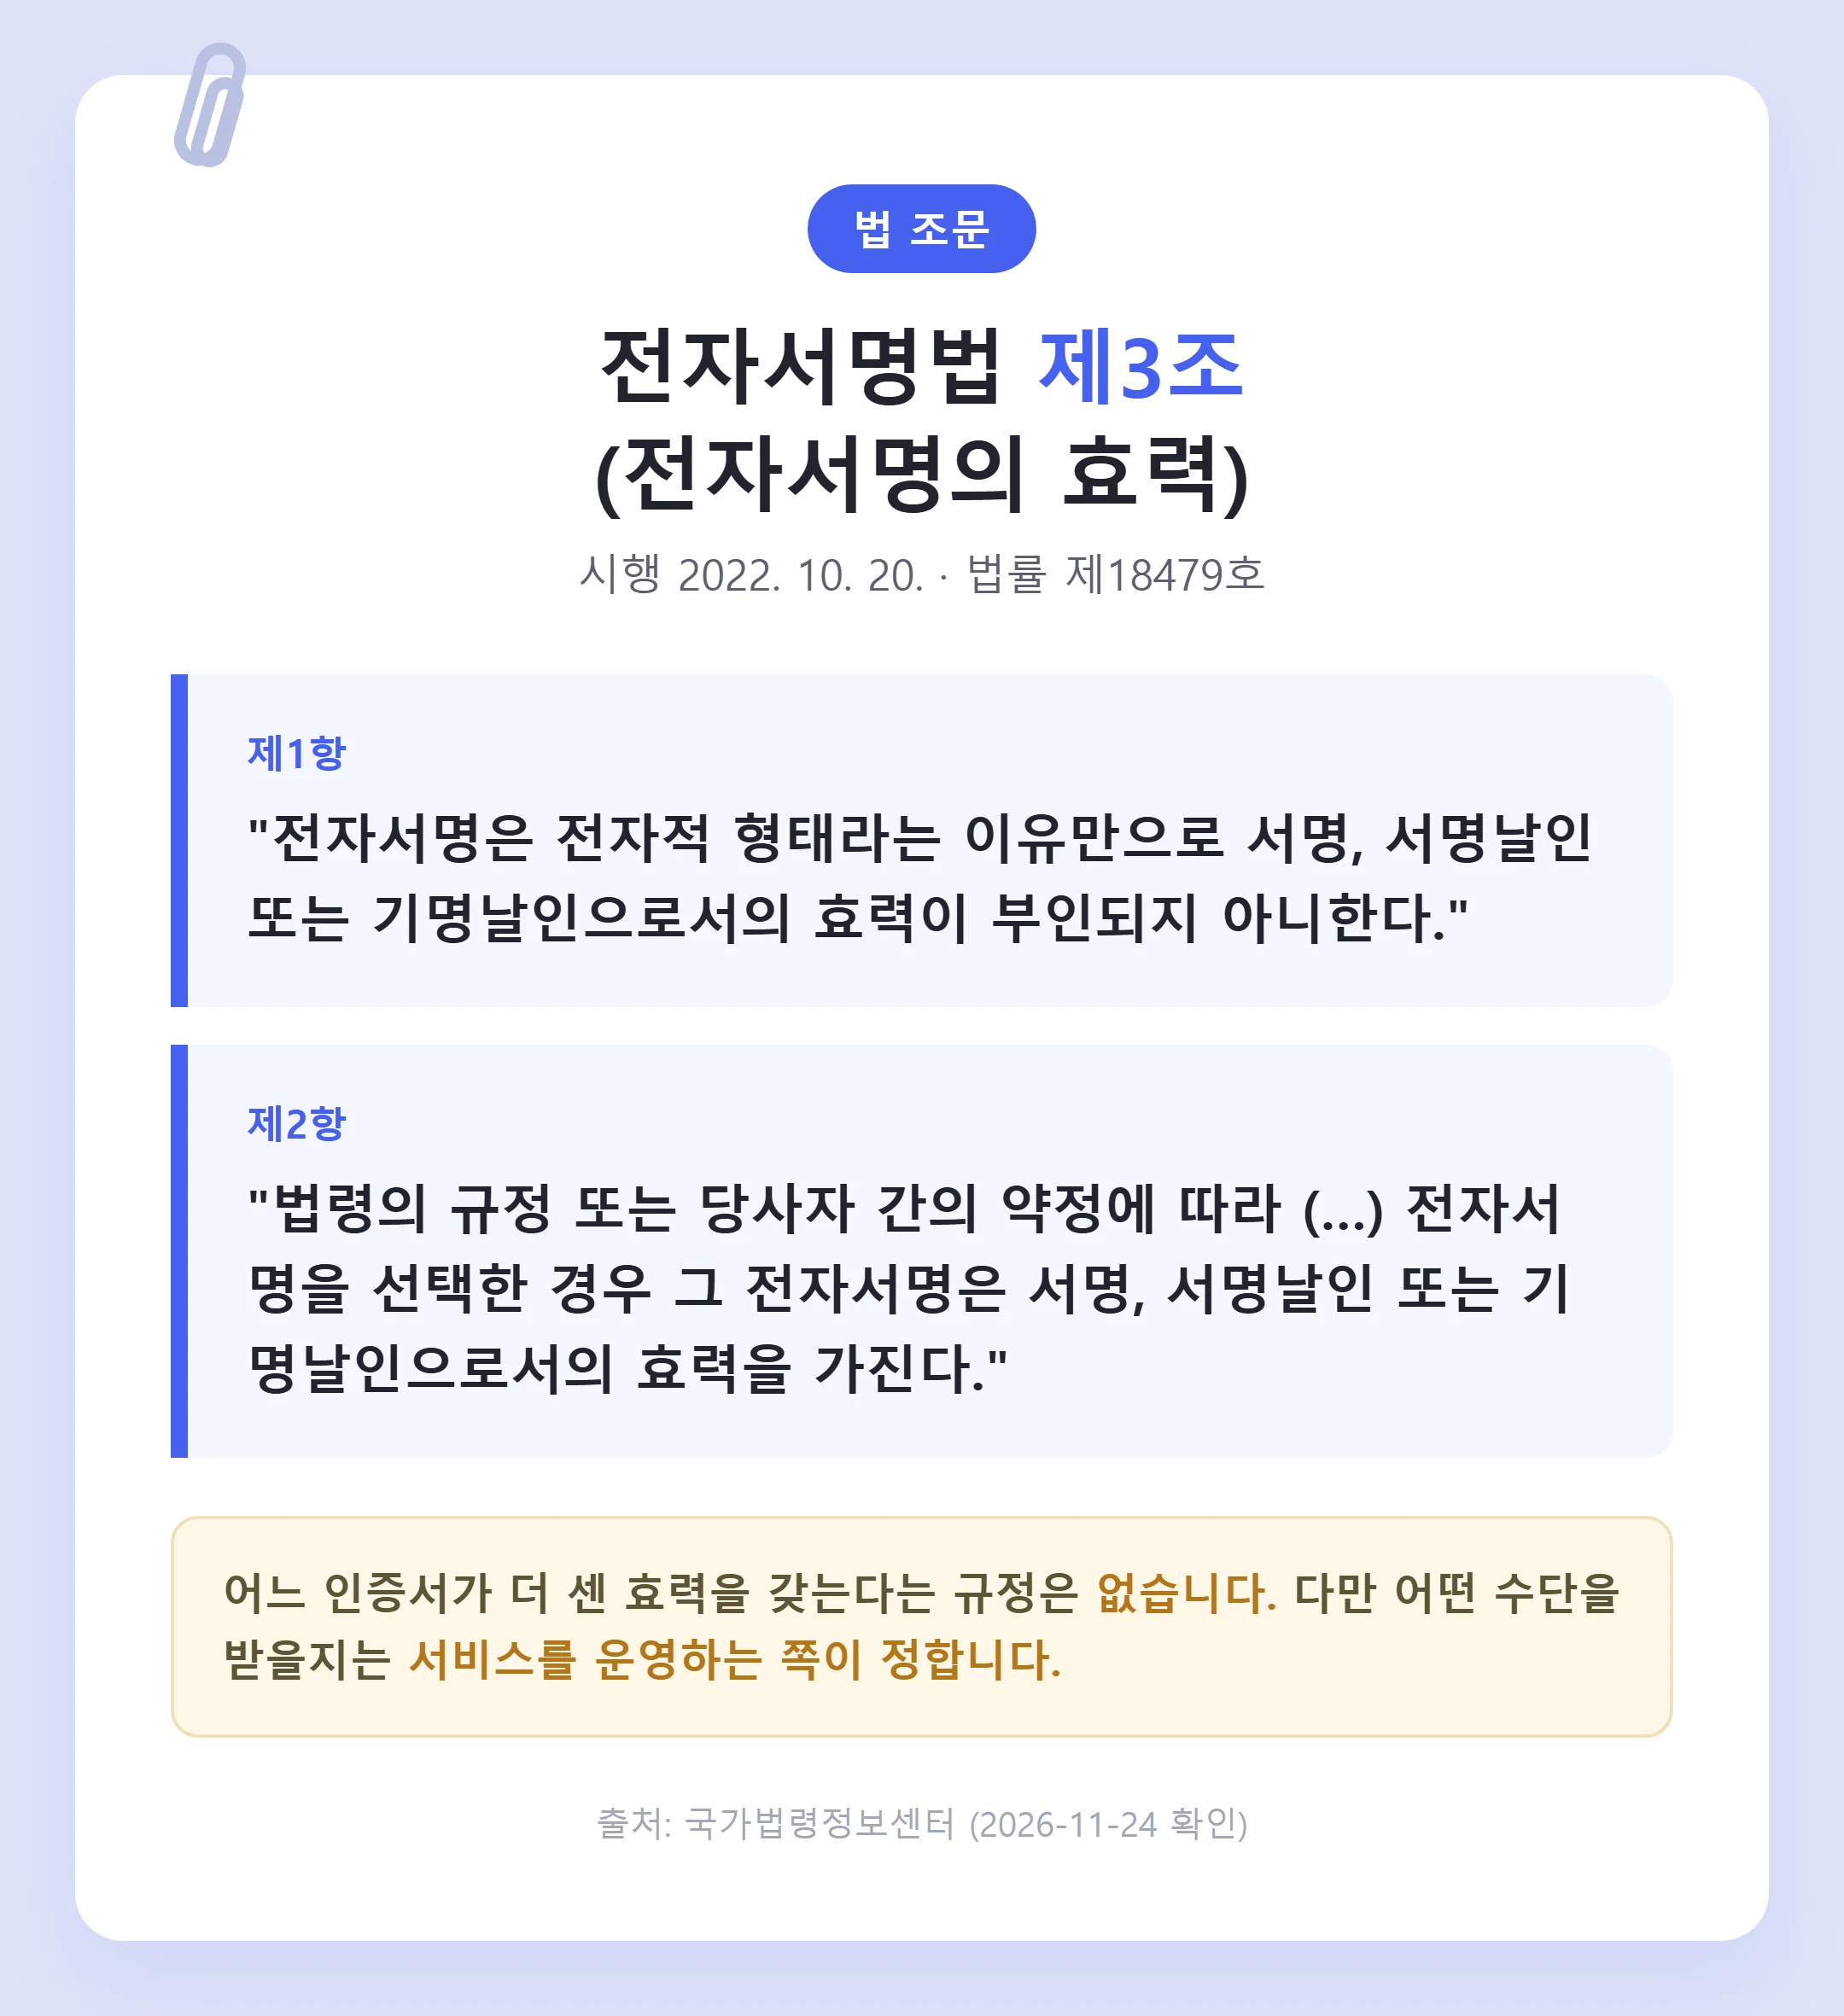 법 조문
전자서명법 제3조
(전자서명의 효력)
시행 2022. 10. 20. · 법률 제18479호
제1항
"전자서명은 전자적 형태라는 이유만으로 서명, 서명날인
또는 기명날인으로서의 효력이 부인되지 아니한다."
제2항
"법령의 규정 또는 당사자 간의 약정에 따라 (...) 전자서
명을 선택한 경우 그 전자서명은 서명, 서명날인 또는 기
명날인으로서의 효력을 가진다."
어느 인증서가 더 센 효력을 갖는다는 규정은 없습니다. 다만 어떤 수단을
받을지는 서비스를 운영하는 쪽이 정합니다.
출처: 국가법령정보센터 (2026-11-24 확인)